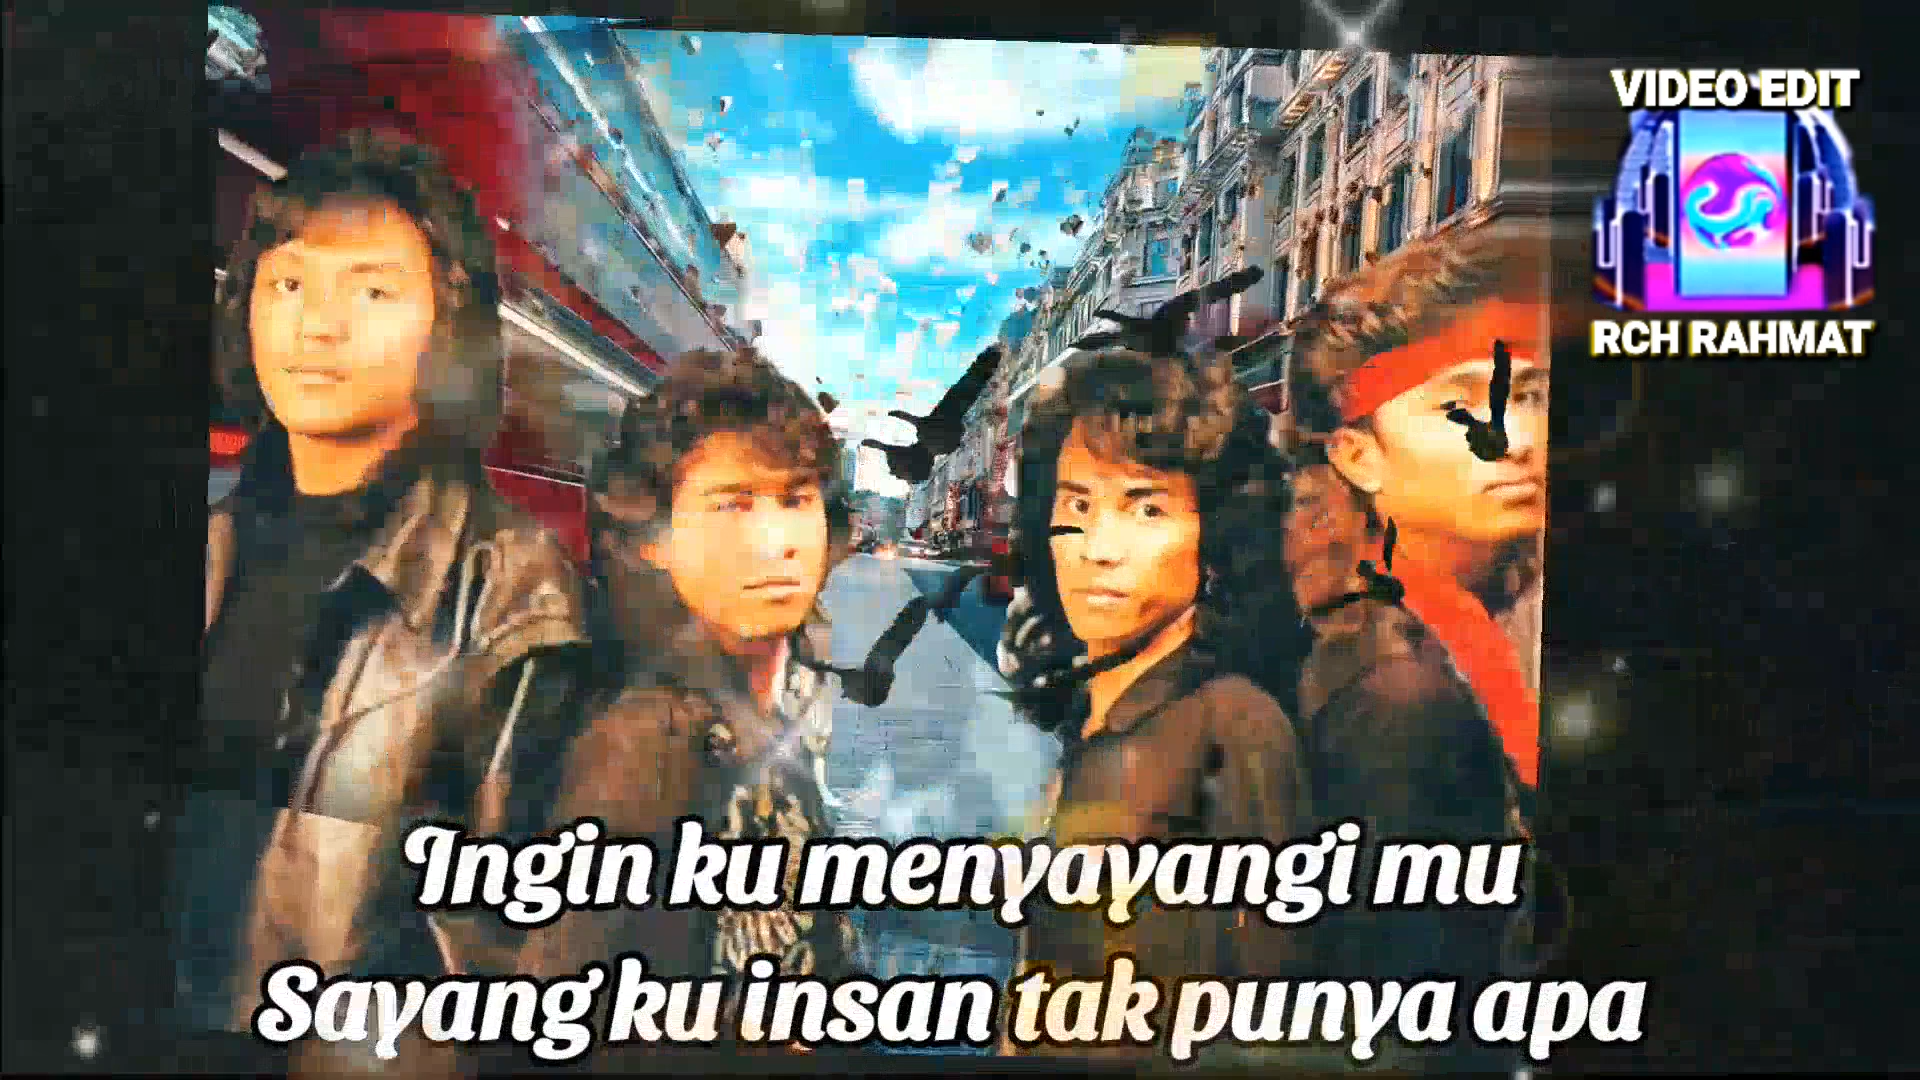 VIDEO EDIT
RCH RAHMAT
Ingin ku menyayangi mu
Sayang ku insan tak punya apa